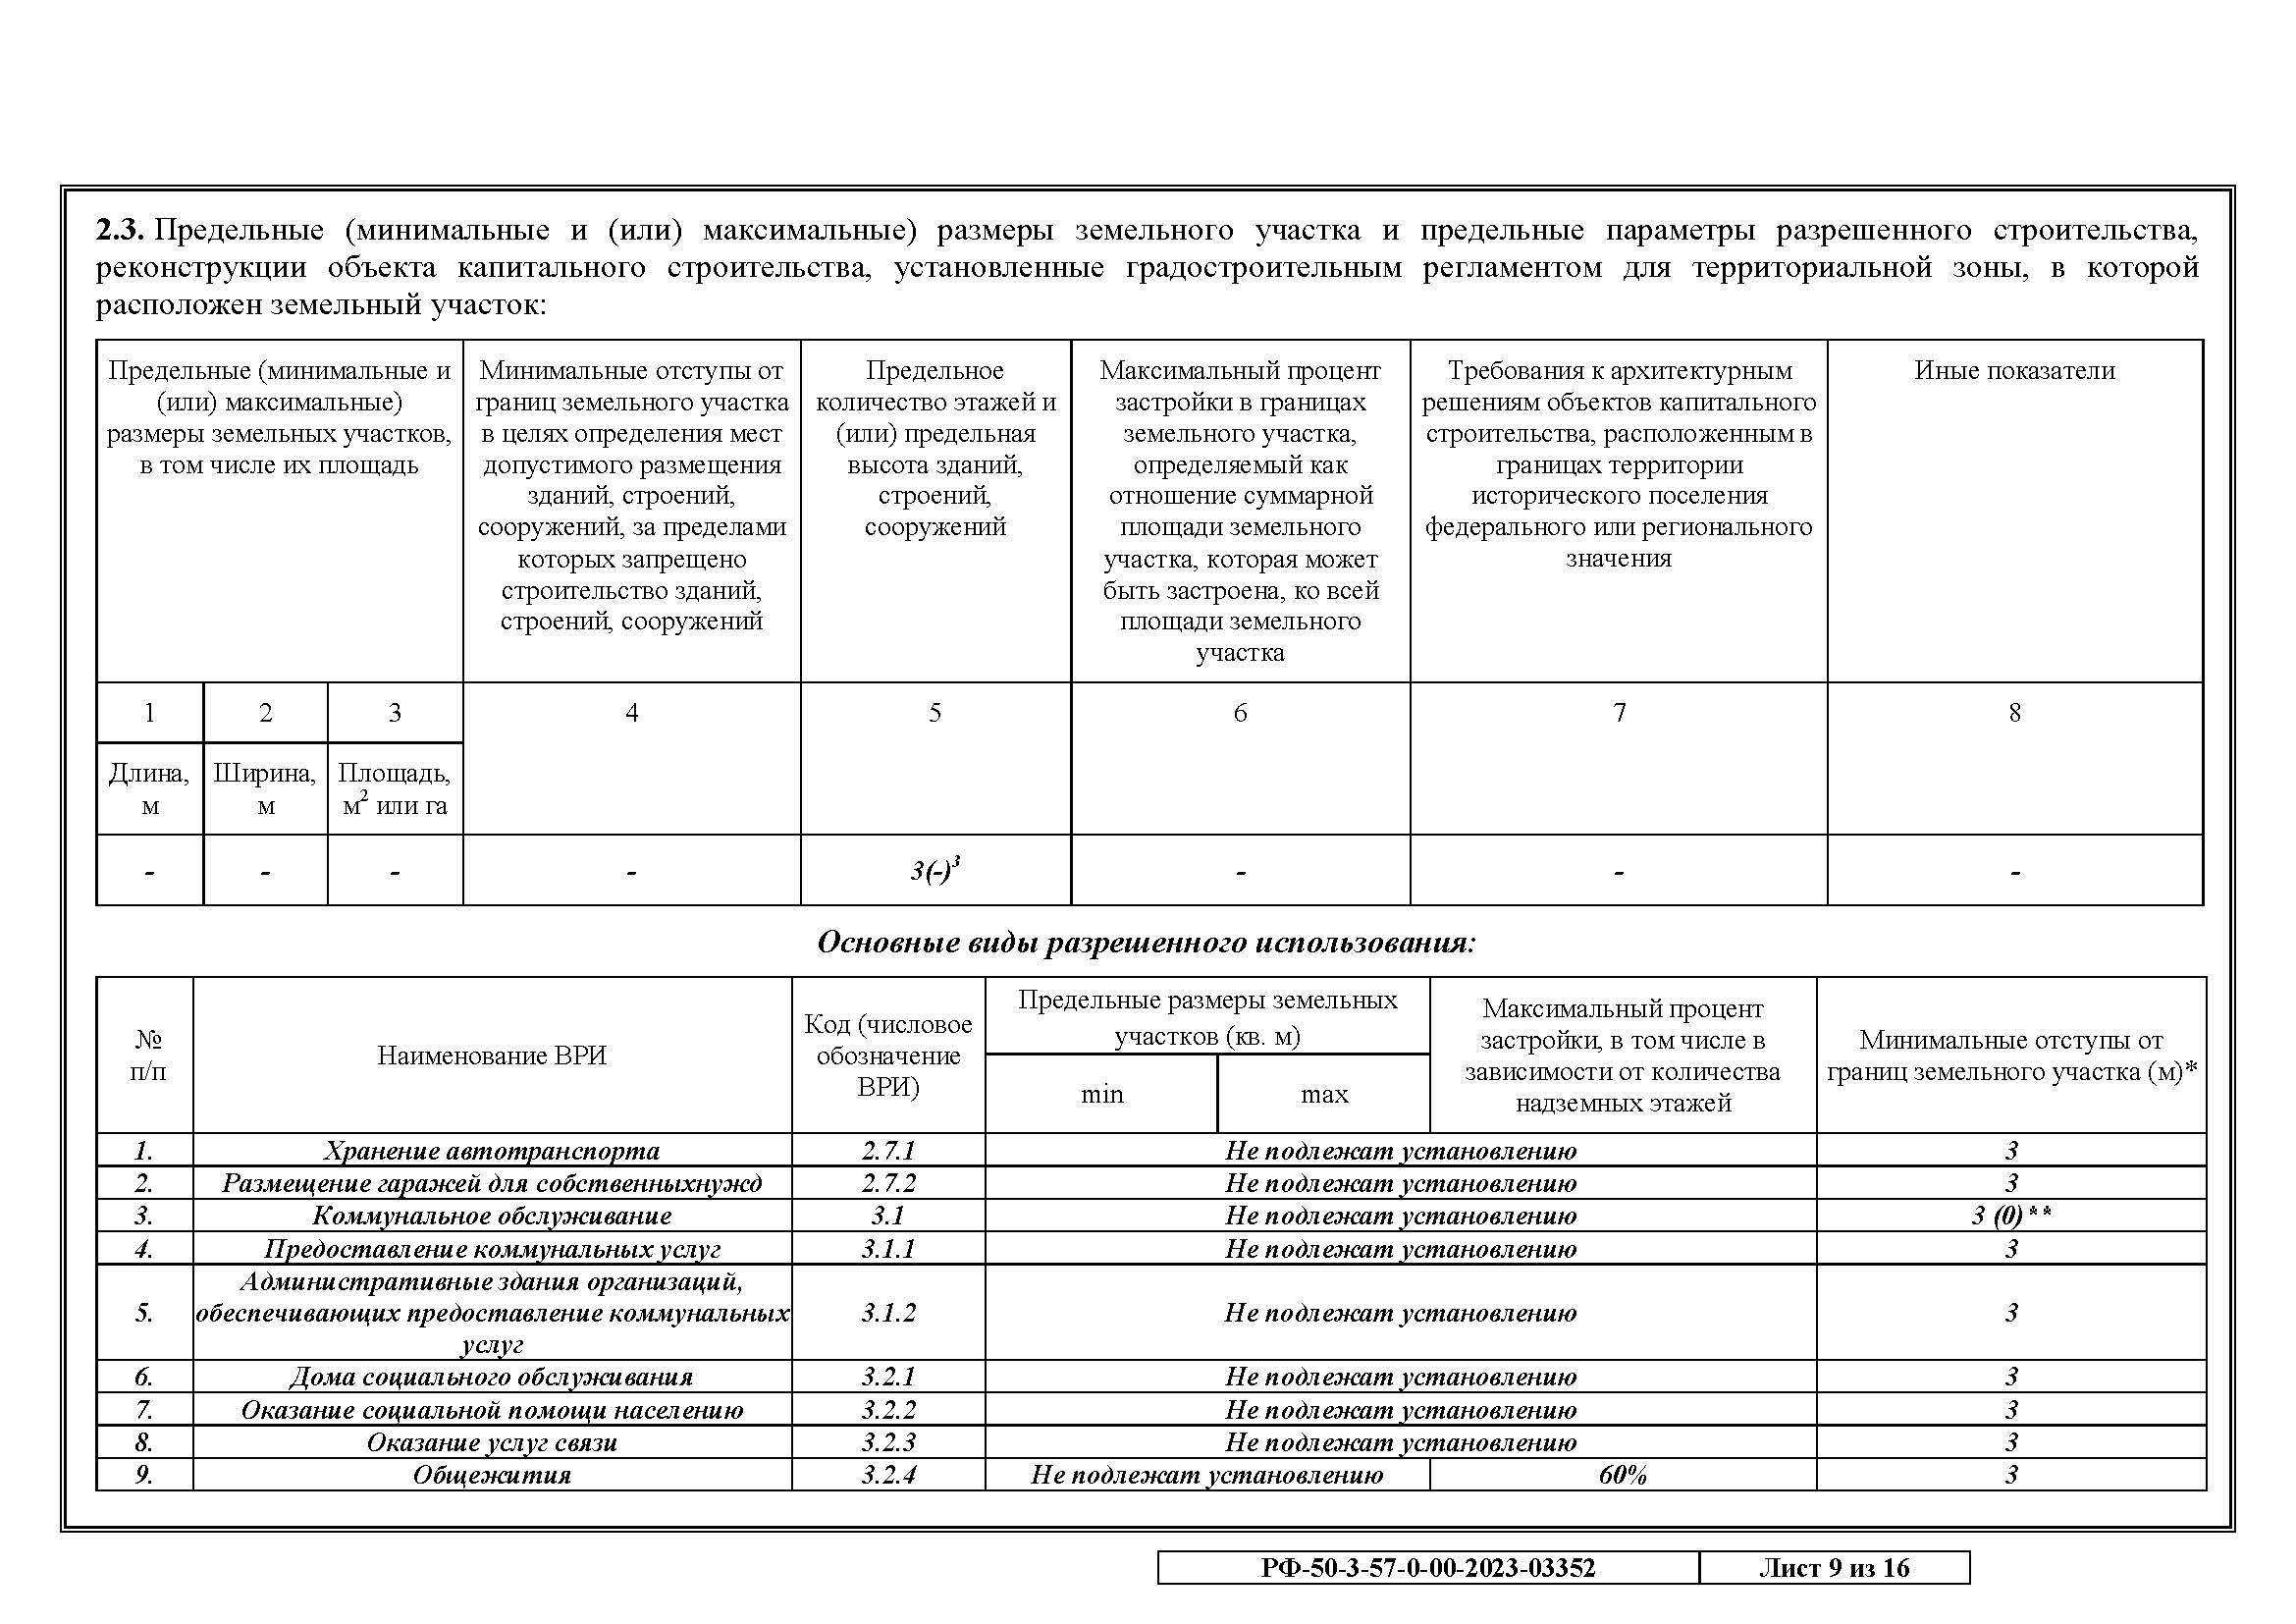 2.3. Предельные (минимальные и (или) максимальные) размеры земельного участка и предельные параметры разрешенного строительства,
реконструкции объекта капитального строительства, установленные градостроительным регламентом для территориальной зоны, в которой
расположен земельный участок:
Предельные (минимальные и
(или) максимальные)
размеры земельных участков,
в том числе их площадь
Минимальные отступы от
границ земельного участка
в целях определения мест
допустимого размещения
зданий, строений,
сооружений, за пределами
которых запрещено
строительство зданий,
строений, сооружений
Предельное
количество этажей и
(или) предельная
высота зданий,
строений,
сооружений
Максимальный процент
застройки в границах
земельного участка,
определяемый как
отношение суммарной
площади земельного
участка, которая может
быть застроена, ко всей
площади земельного
участка
Требования к архитектурным
решениям объектов капитального
строительства, расположенным в
границах территории
исторического поселения
федерального или регионального
значения
Иные показатели
1 2 3 4 5 6 7 8
Длина,
м
Ширина,
м
Площадь,
м² или га
- - - - 3(-)³ - - -
Основные виды разрешенного использования:
№
п/п
Наименование ВРИ
Код (числовое
обозначение
ВРИ)
Предельные размеры земельных
участков (кв. м)
min max
Максимальный процент
застройки, в том числе в
зависимости от количества
надземных этажей
Минимальные отступы от
границ земельного участка (м)*
1. Хранение автотранспорта 2.7.1 Не подлежат установлению 3
2. Размещение гаражей для собственныхнужд 2.7.2 Не подлежат установлению 3
3. Коммунальное обслуживание 3.1 Не подлежат установлению 3 (0)**
4. Предоставление коммунальных услуг 3.1.1 Не подлежат установлению 3
5. Административные здания организаций,
обеспечивающих предоставление коммунальных
услуг
3.1.2 Не подлежат установлению 3
6. Дома социального обслуживания 3.2.1 Не подлежат установлению 3
7. Оказание социальной помощи населению 3.2.2 Не подлежат установлению 3
8. Оказание услуг связи 3.2.3 Не подлежат установлению 3
9. Общежития 3.2.4 Не подлежат установлению 60% 3
РФ-50-3-57-0-00-2023-03352 Лист 9 из 16